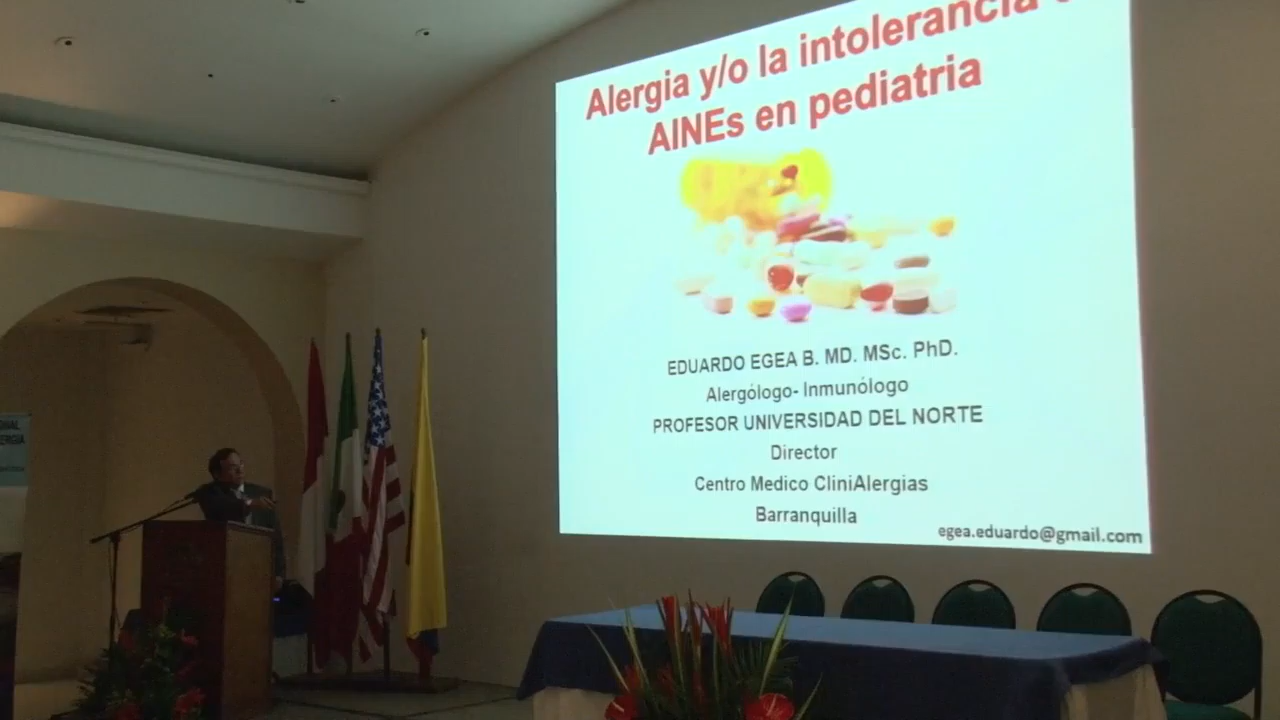 Alergia y/o la intolerancia
AINEs en pediatria
EDUARDO EGEA B. MD. MSc. PhD.
Alergólogo- Inmunólogo
PROFESOR UNIVERSIDAD DEL NORTE
Director
Centro Medico CliniAlergias
Barranquilla
egea.eduardo@gmail.com